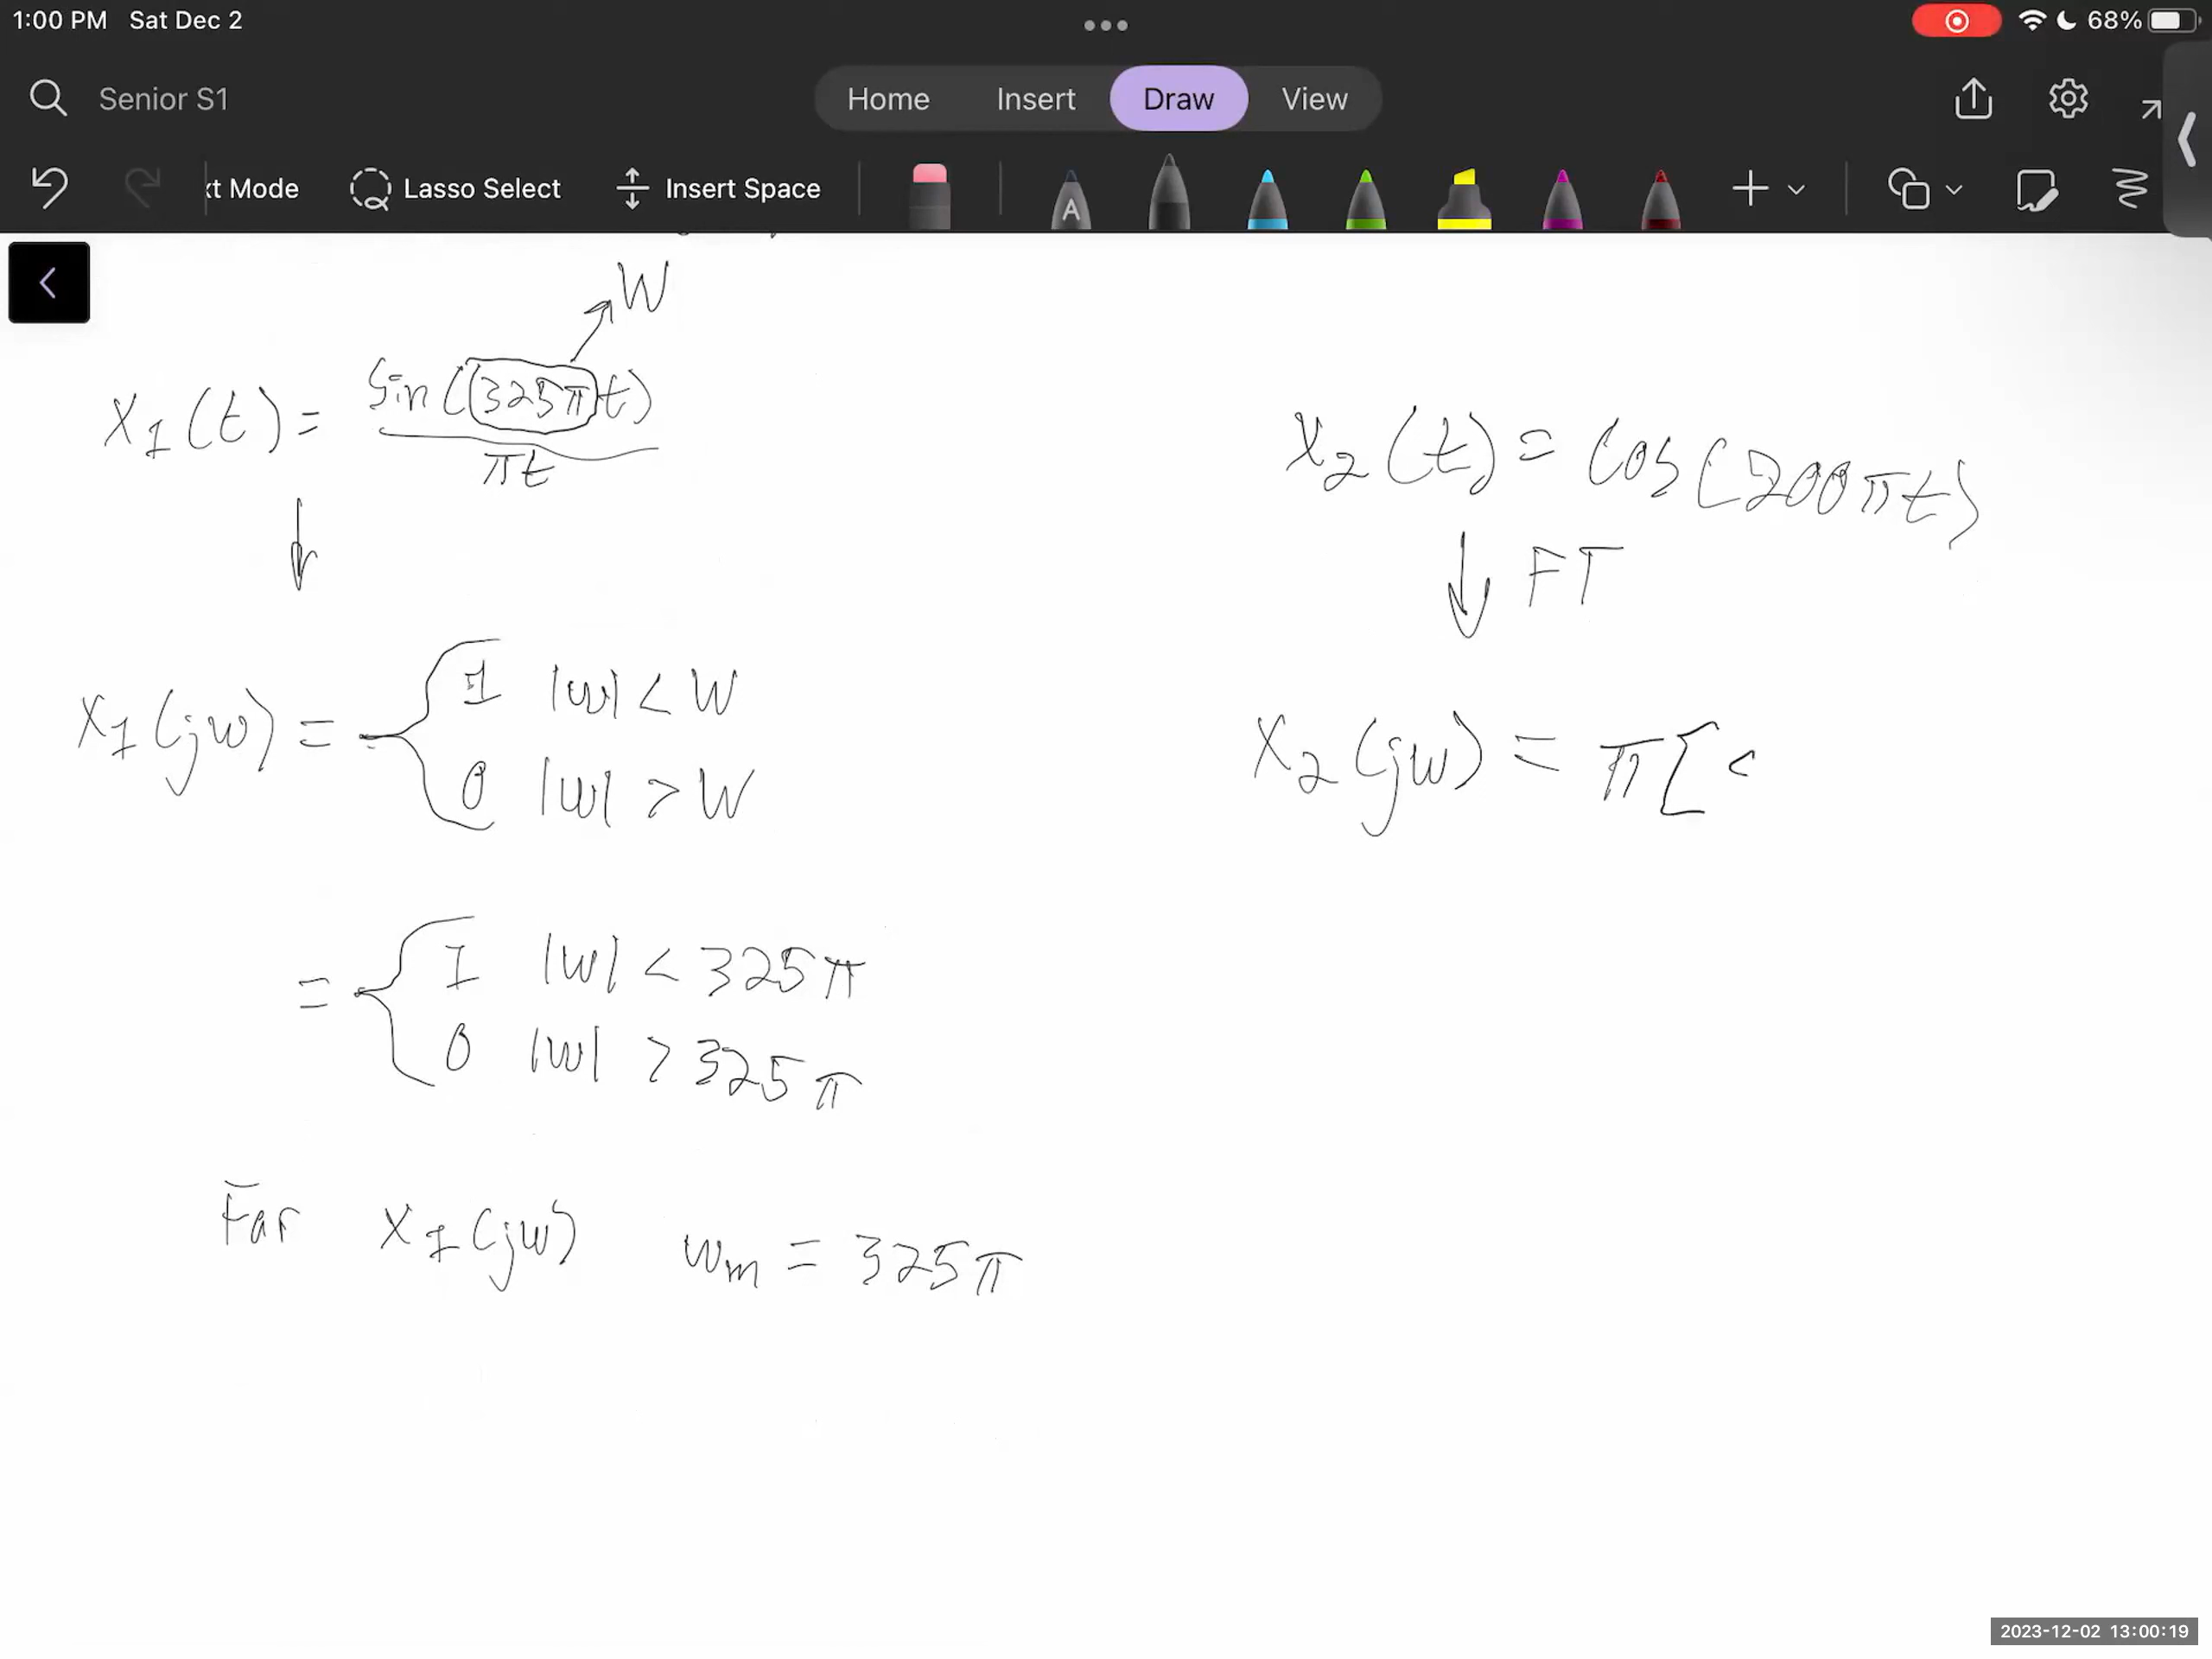 1:00 PM Sat Dec 2
68%
Senior S1
Home Insert Draw View
xt Mode Lasso Select Insert Space
A
W
X1(t) = sin((325π)t)
πt
X1(jw) = { 1 |w| < W
0 |w| > W
= { 1 |w| < 325π
0 |w| > 325π
For X1(jw) wm = 325π
X2(t) = cos(200πt)
FT
X2(jw) = π[
2023-12-02 13:00:19